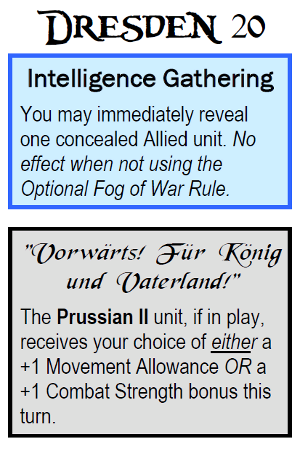 DRESDEN 20
Intelligence Gathering
You may immediately reveal
one concealed Allied unit. No
effect when not using the
Optional Fog of War Rule.
"Vorwärts! Für König
und Vaterland!"
The Prussian II unit, if in play,
receives your choice of either a
+1 Movement Allowance OR a
+1 Combat Strength bonus this
turn.